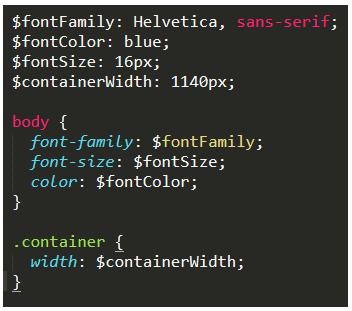 $fontFamily: Helvetica, sans-serif;
$fontColor: blue;
$fontSize: 16px;
$containerWidth: 1140px;
body {
font-family: $fontFamily;
font-size: $fontSize;
color: $fontColor;
}
.container {
width: $containerWidth;
}